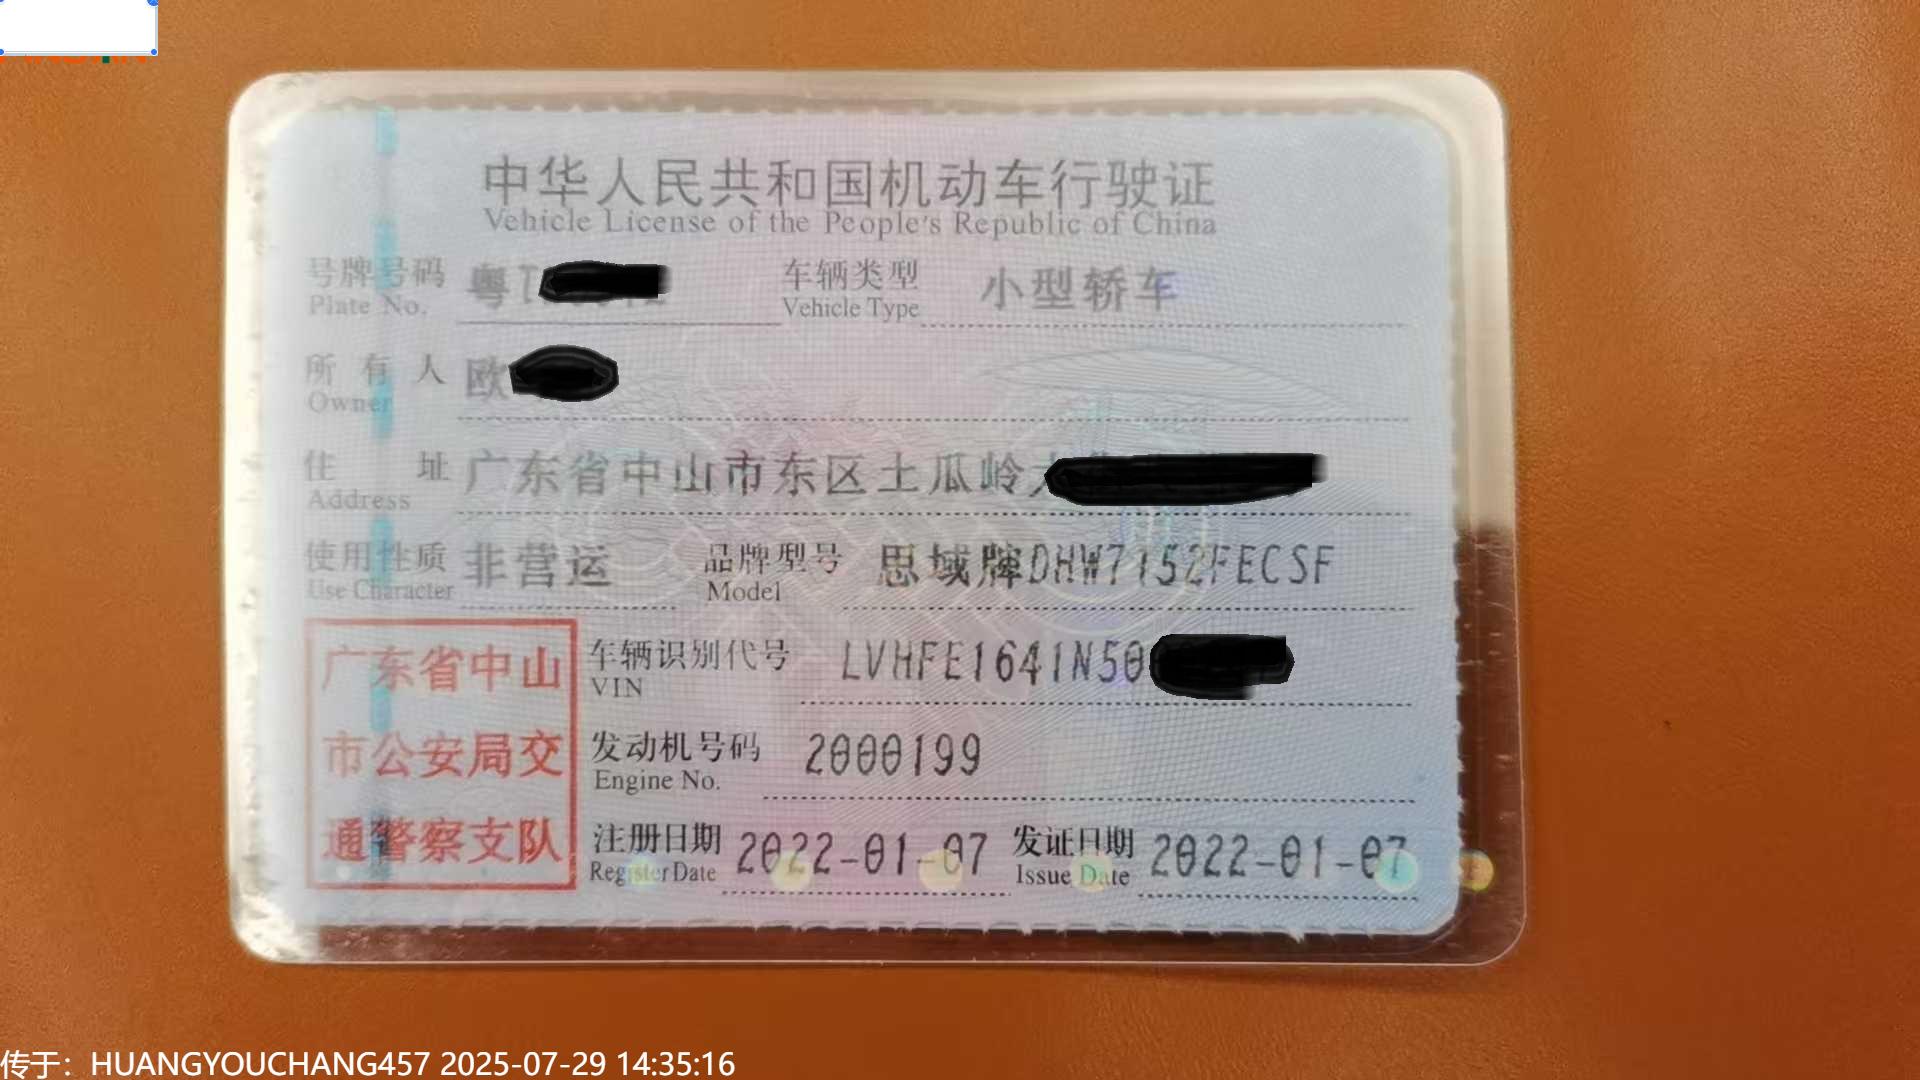 中华人民共和国机动车行驶证
Vehicle License of the People's Republic of China
号牌号码 粤T 车辆类型 小型轿车
Plate No. Vehicle Type
所有人 欧
Owner
住址 广东省中山市东区土瓜岭
Address
使用性质 非营运 品牌型号 思域牌DHW7152FECSF
Use Character Model
广东省中山
市公安局交
通警察支队
车辆识别代号 LVHFE1641N50
VIN
发动机号码 2000199
Engine No.
注册日期 2022-01-07 发证日期 2022-01-07
Register Date Issue Date
传于：HUANGYOUCHANG457 2025-07-29 14:35:16